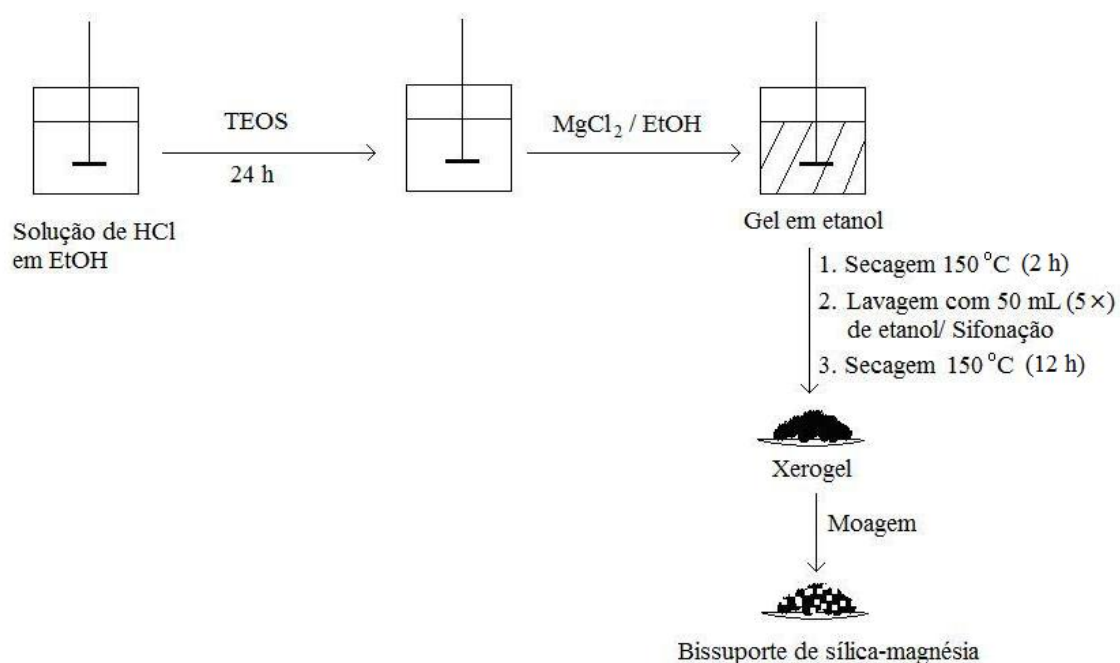 TEOS
24 h
MgCl₂ / EtOH
Solução de HCl
em EtOH
Gel em etanol
1. Secagem 150 °C (2 h)
2. Lavagem com 50 mL (5×)
de etanol/ Sifonação
3. Secagem 150 °C (12 h)
Xerogel
Moagem
Bissuporte de sílica-magnésia